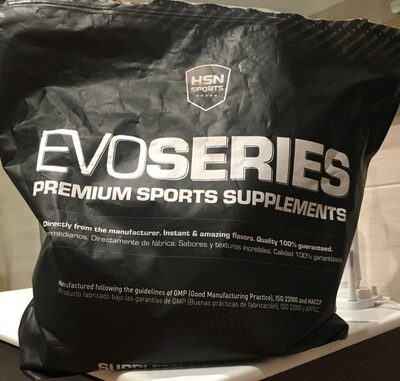 HSN
SPORTS
EVOSERIES
PREMIUM SPORTS SUPPLEMENTS
Directly from the manufacturer. Instant & amazing flavors. Quality 100% guaranteed.
ermediarios: Directamente de fábrica. Sabores y texturas increíbles. Calidad 100% garantizada
Manufactured following the guidelines of GMP (Good Manufacturing Practice), ISO 22000 and HACCP.
Producto fabricado bajo las garantías de GMP (Buenas prácticas de fabricación), ISO 22000 y APPCC